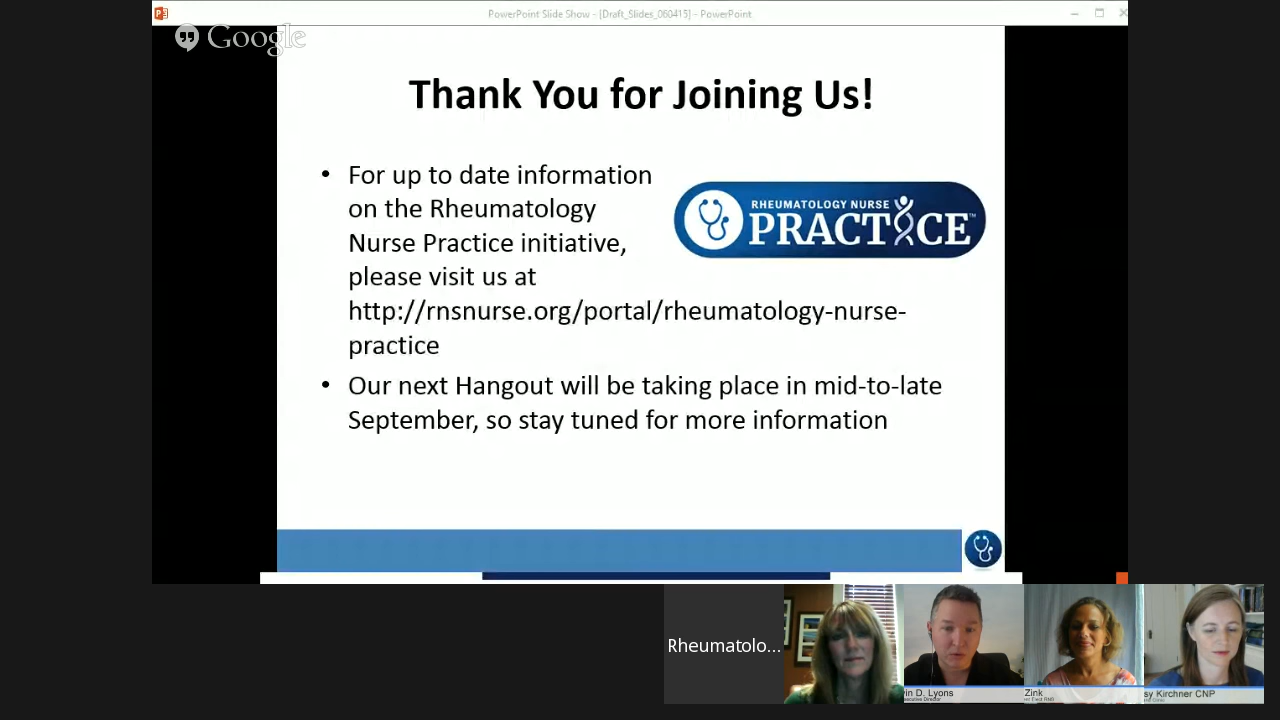 PowerPoint Slide Show - [Draft_Slides_060415] - PowerPoint
Google
Thank You for Joining Us!
• For up to date information
on the Rheumatology
Nurse Practice initiative,
please visit us at
http://rnsnurse.org/portal/rheumatology-nurse-
practice
RHEUMATOLOGY NURSE
PRACTICE™
• Our next Hangout will be taking place in mid-to-late
September, so stay tuned for more information
Rheumatolo...
vin D. Lyons
Zink
sy Kirchner CNP